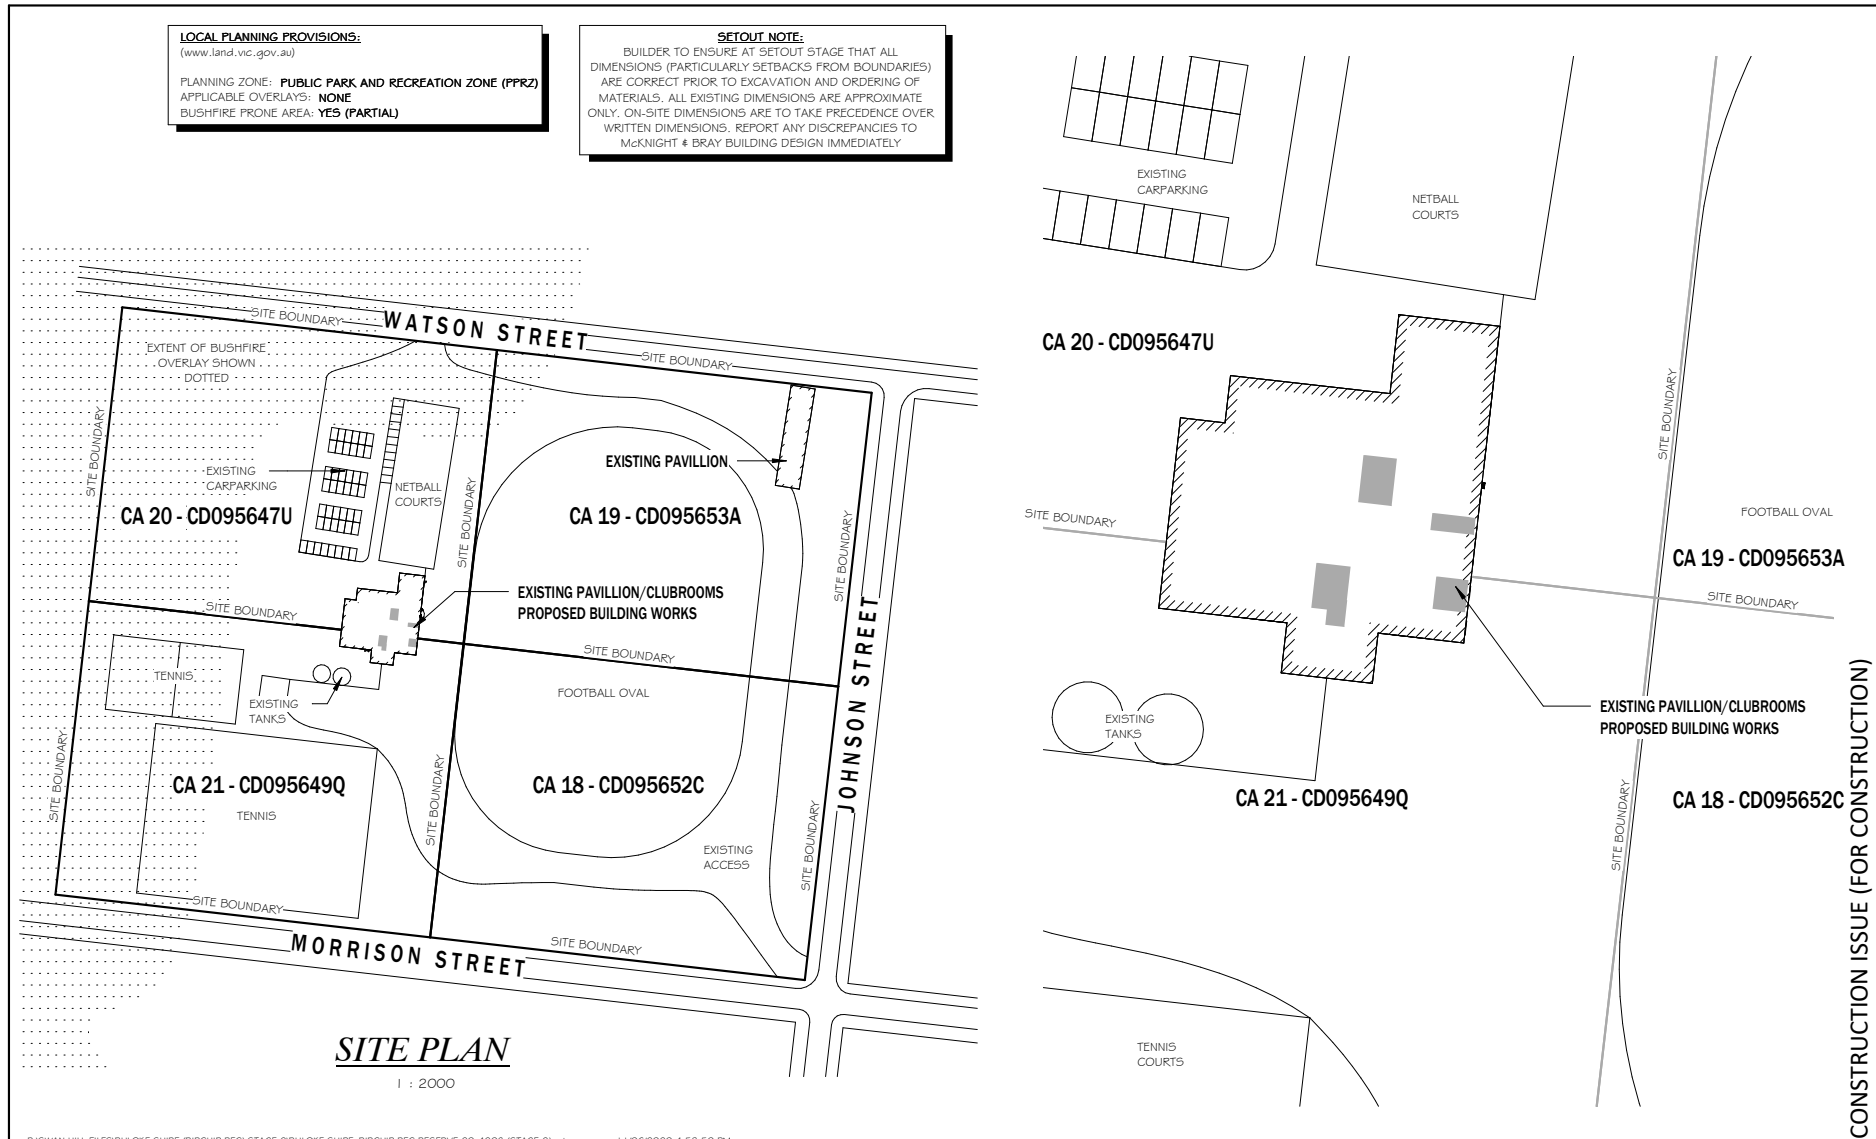 LOCAL PLANNING PROVISIONS:
(www.land.vic.gov.au)
PLANNING ZONE: PUBLIC PARK AND RECREATION ZONE (PPRZ)
APPLICABLE OVERLAYS: NONE
BUSHFIRE PRONE AREA: YES (PARTIAL)
SETOUT NOTE:
BUILDER TO ENSURE AT SETOUT STAGE THAT ALL
DIMENSIONS (PARTICULARLY SETBACKS FROM BOUNDARIES)
ARE CORRECT PRIOR TO EXCAVATION AND ORDERING OF
MATERIALS. ALL EXISTING DIMENSIONS ARE APPROXIMATE
ONLY. ON-SITE DIMENSIONS ARE TO TAKE PRECEDENCE OVER
WRITTEN DIMENSIONS. REPORT ANY DISCREPANCIES TO
McKNIGHT & BRAY BUILDING DESIGN IMMEDIATELY
SITE BOUNDARY
WATSON STREET
SITE BOUNDARY
EXTENT OF BUSHFIRE
OVERLAY SHOWN
DOTTED
SITE BOUNDARY
EXISTING
CARPARKING
NETBALL
COURTS
SITE BOUNDARY
EXISTING PAVILLION
CA 20 - CD095647U
CA 19 - CD095653A
SITE BOUNDARY
EXISTING PAVILLION/CLUBROOMS
PROPOSED BUILDING WORKS
SITE BOUNDARY
SITE BOUNDARY
JOHNSON STREET
TENNIS
EXISTING
TANKS
FOOTBALL OVAL
SITE BOUNDARY
CA 21 - CD095649Q
CA 18 - CD095652C
TENNIS
SITE BOUNDARY
EXISTING
ACCESS
SITE BOUNDARY
SITE BOUNDARY
MORRISON STREET
SITE BOUNDARY
SITE PLAN
1 : 2000
EXISTING
CARPARKING
NETBALL
COURTS
CA 20 - CD095647U
SITE BOUNDARY
SITE BOUNDARY
FOOTBALL OVAL
CA 19 - CD095653A
SITE BOUNDARY
EXISTING
TANKS
EXISTING PAVILLION/CLUBROOMS
PROPOSED BUILDING WORKS
CA 21 - CD095649Q
SITE BOUNDARY
CA 18 - CD095652C
TENNIS
COURTS
CONSTRUCTION ISSUE (FOR CONSTRUCTION)